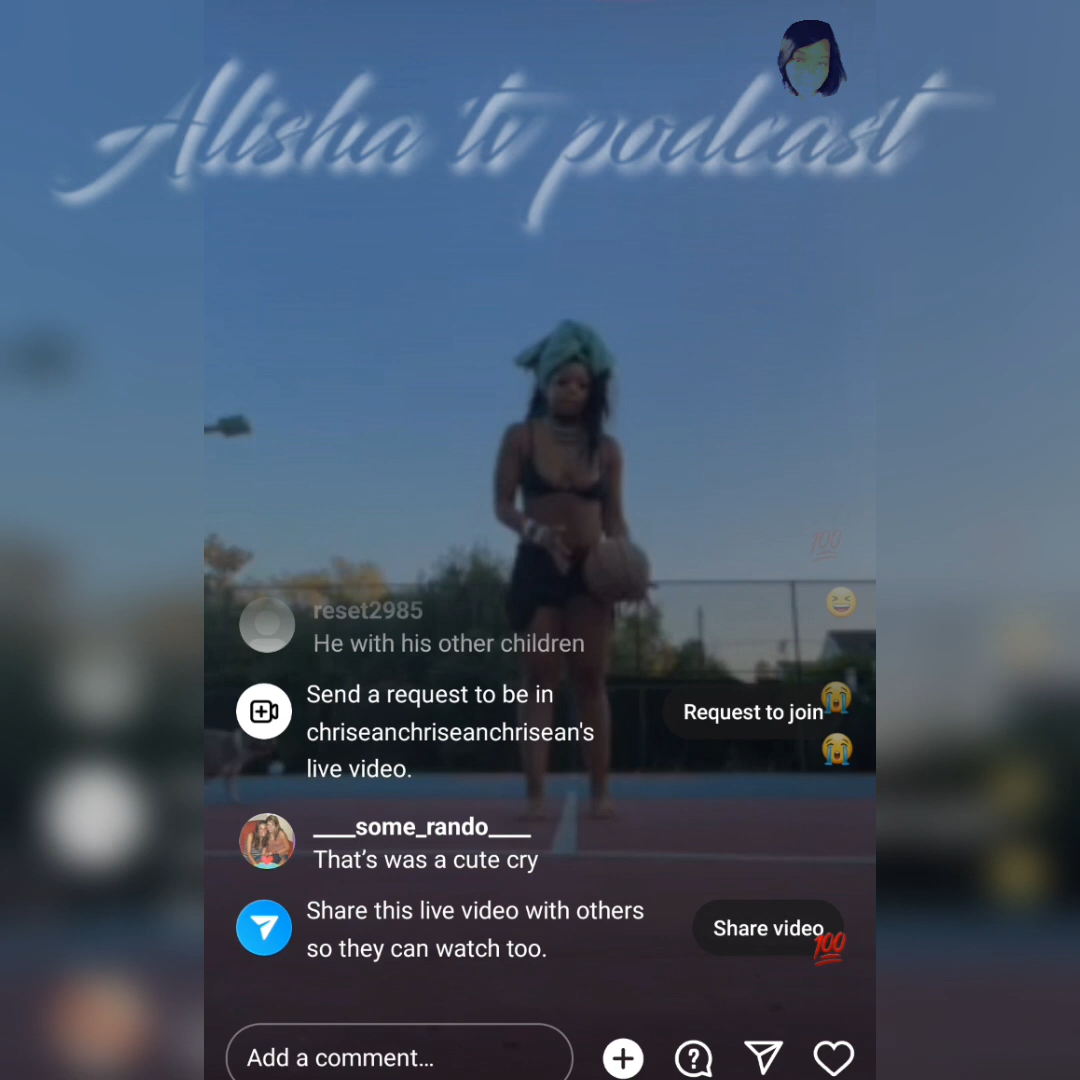 Alisha tv podcast
100
reset2985
He with his other children
Send a request to be in
chriseanchriseanchrisean's
live video.
Request to join
____some_rando____
That’s was a cute cry
Share this live video with others
so they can watch too.
Share video
100
Add a comment...